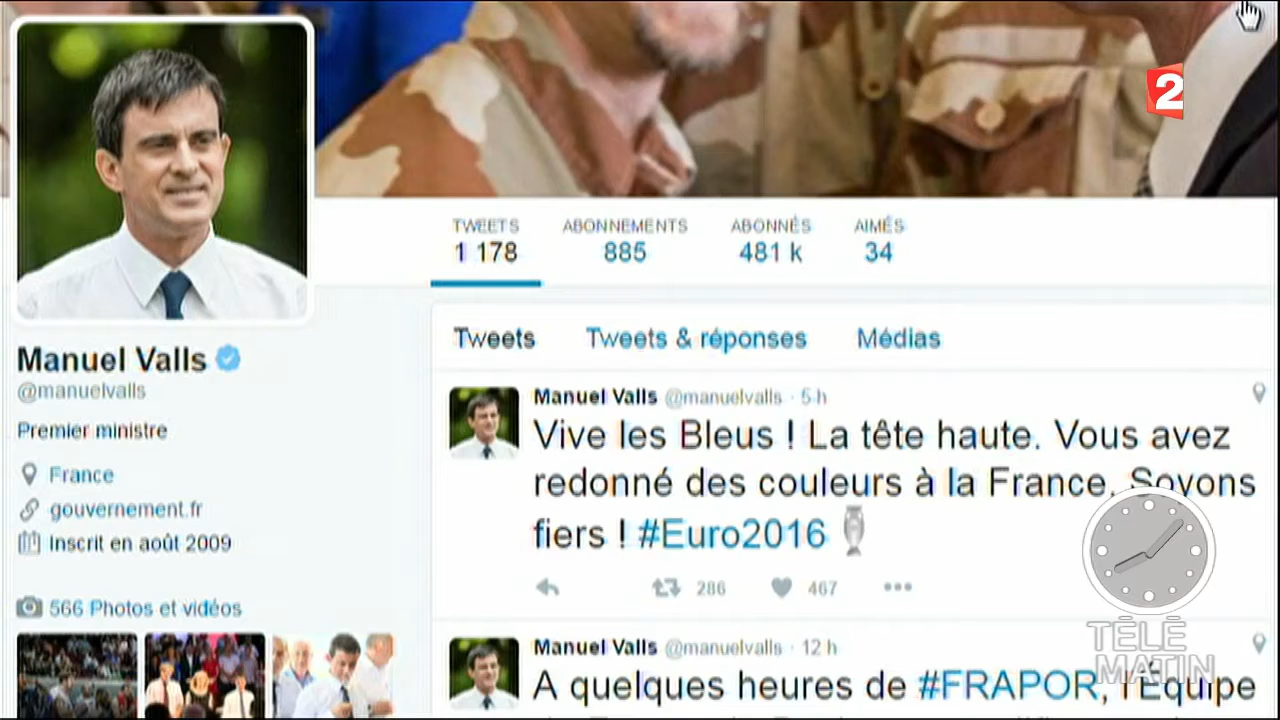 2
TWEETS ABONNEMENTS ABONNÉS AIMÉS
1 178 885 481 k 34
Manuel Valls
@manuelvalls
Premier ministre
France
gouvernement.fr
Inscrit en août 2009
566 Photos et vidéos
Tweets Tweets & réponses Médias
Manuel Valls @manuelvalls · 5 h
Vive les Bleus ! La tête haute. Vous avez
redonné des couleurs à la France. Soyons
fiers ! #Euro2016
286 467
Manuel Valls @manuelvalls · 12 h
A quelques heures de #FRAPOR, l'Équipe
TÉLÉ
MATIN